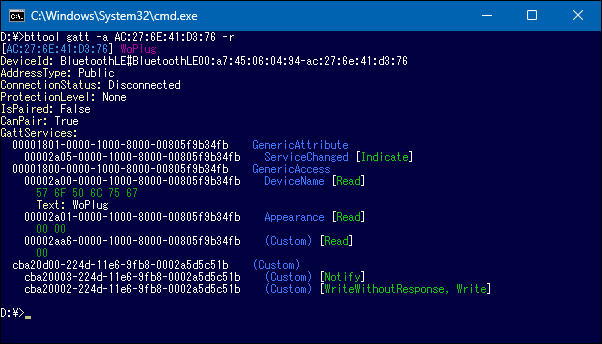 C:\Windows\System32\cmd.exe
D:¥>bttool gatt -a AC:27:6E:41:D3:76 -r
[AC:27:6E:41:D3:76] WoPlug
DeviceId: BluetoothLE#BluetoothLE00:a7:45:06:04:94-ac:27:6e:41:d3:76
AddressType: Public
ConnectionStatus: Disconnected
ProtectionLevel: None
IsPaired: False
CanPair: True
GattServices:
00001801-0000-1000-8000-00805f9b34fb GenericAttribute
00002a05-0000-1000-8000-00805f9b34fb ServiceChanged [Indicate]
00001800-0000-1000-8000-00805f9b34fb GenericAccess
00002a00-0000-1000-8000-00805f9b34fb DeviceName [Read]
57 6F 50 6C 75 67
Text: WoPlug
00002a01-0000-1000-8000-00805f9b34fb Appearance [Read]
00 00
00002aa6-0000-1000-8000-00805f9b34fb (Custom) [Read]
00
cba20d00-224d-11e6-9fb8-0002a5d5c51b (Custom)
cba20003-224d-11e6-9fb8-0002a5d5c51b (Custom) [Notify]
cba20002-224d-11e6-9fb8-0002a5d5c51b (Custom) [WriteWithoutResponse, Write]
D:¥>_